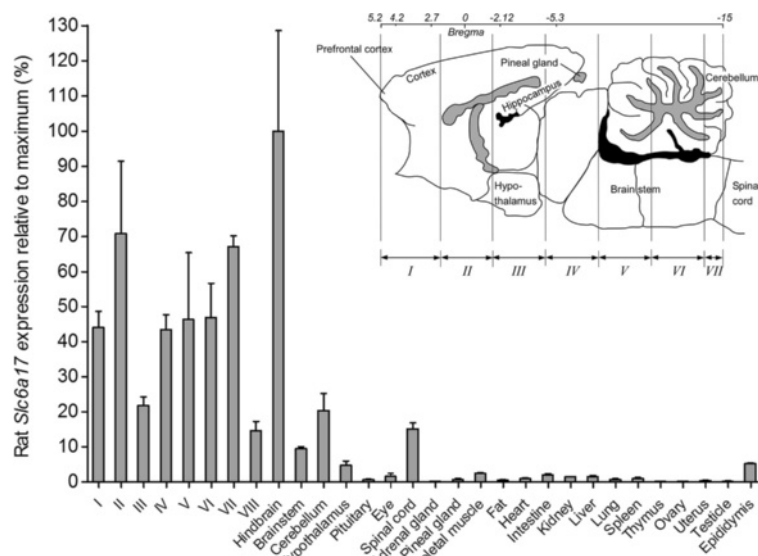 5.2 4.2 2.7 0 -2.12 -5.3 -15
Bregma
Prefrontal cortex
Cortex
Pineal gland
Hippocampus
Cerebellum
Hypo-
thalamus
Brain stem
Spinal
cord
I II III IV V VI VII
Rat Slc6a17 expression relative to maximum (%)
130
120
110
100
90
80
70
60
50
40
30
20
10
0
I
II
III
IV
V
VI
VII
VIII
Hindbrain
Brainstem
Cerebellum
Pituitary
Eye
Spinal cord
Pineal gland
Fat
Heart
Intestine
Kidney
Liver
Lung
Spleen
Thymus
Ovary
Uterus
Testicle
Epididymis